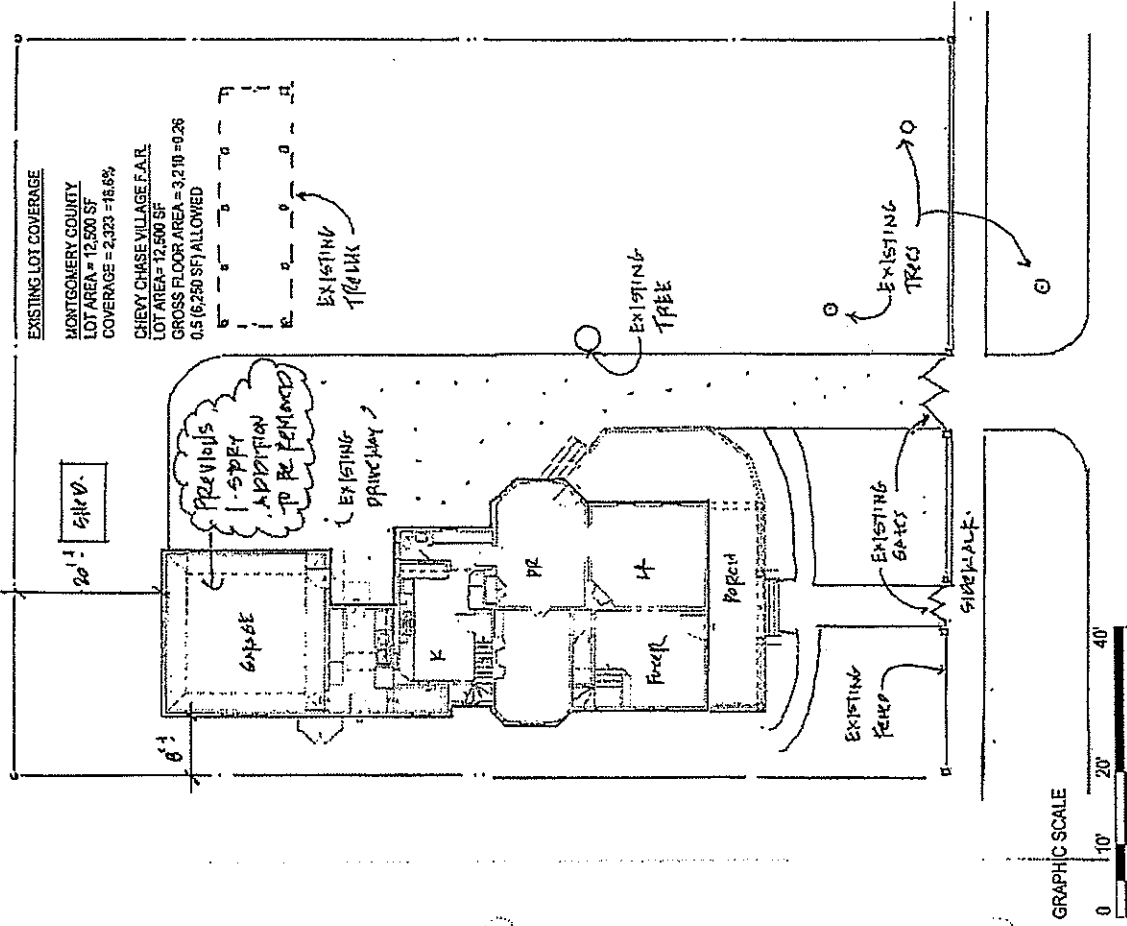 EXISTING LOT COVERAGE
MONTGOMERY COUNTY
LOT AREA = 12,500 SF
COVERAGE = 2,323 = 18.6%
CHEVY CHASE VILLAGE F.A.R.
LOT AREA = 12,500 SF
GROSS FLOOR AREA = 3,210 = 0.26
0.5 (6,250 SF) ALLOWED
EXISTING
TRELLIS
SHED.
20'-
PREVIOUS
1-STORY
ADDITION
TO BE REMOVED
EXISTING
DRIVEWAY
GARAGE
8'-
K
DR
LR
FOYER
PORCH
EXISTING
TREE
EXISTING
TREES
EXISTING
GATES
EXISTING
FENCE
SIDEWALK.
GRAPHIC SCALE
0 10' 20' 40'